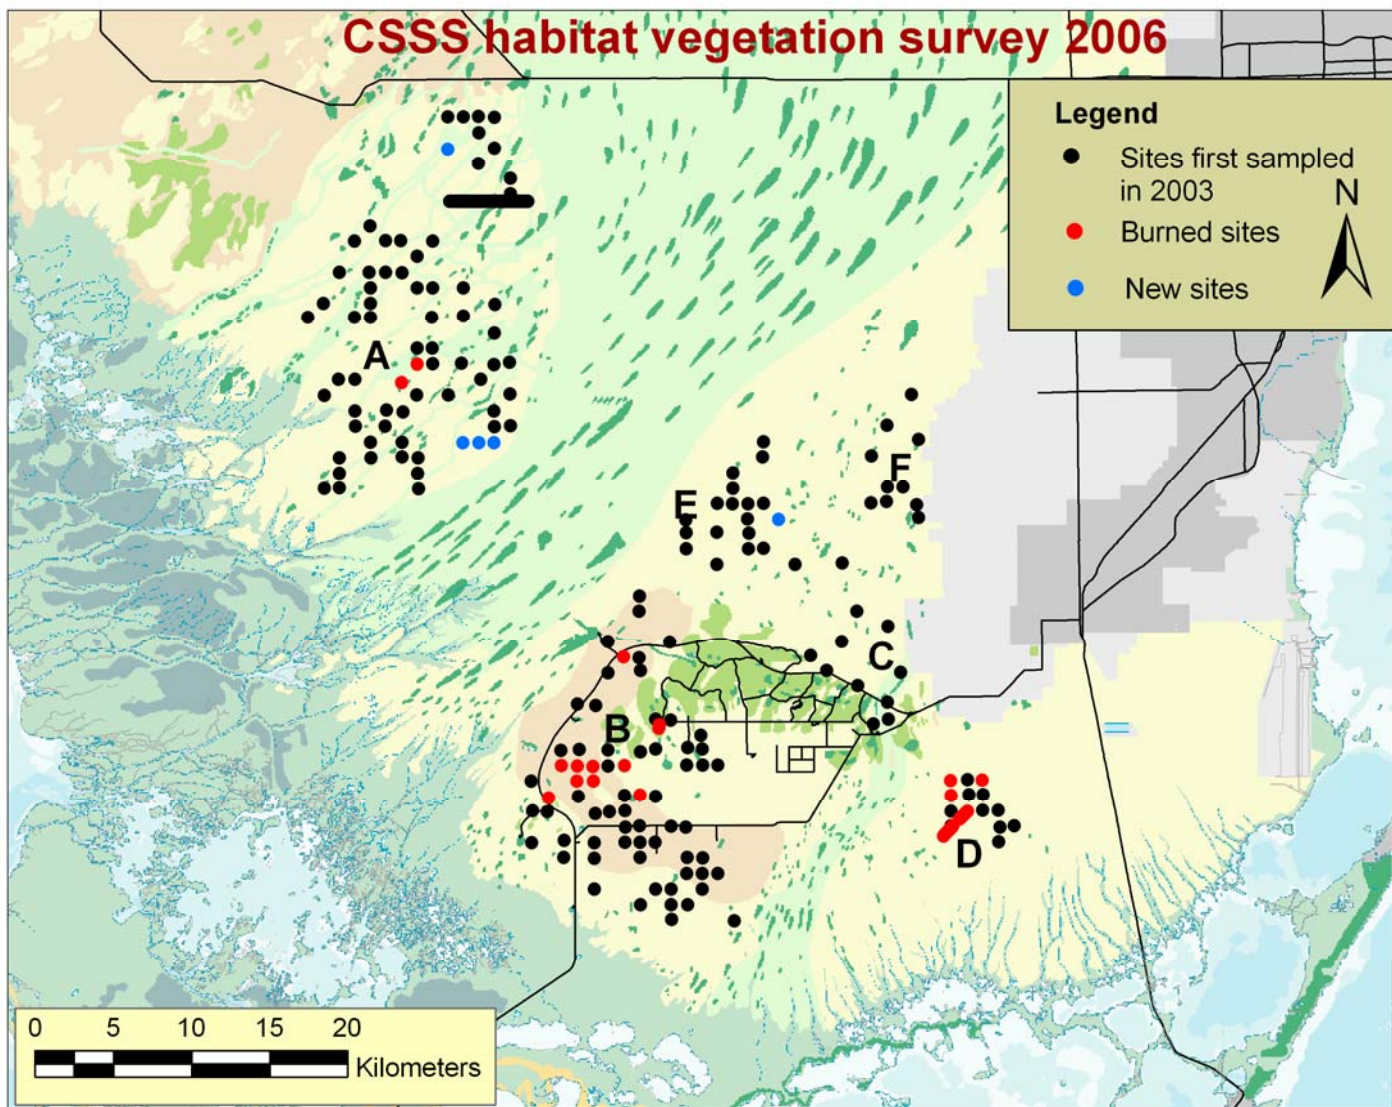 CSSS habitat vegetation survey 2006
Legend
Sites first sampled
in 2003
N
Burned sites
New sites
A
F
E
C
B
D
0 5 10 15 20
Kilometers